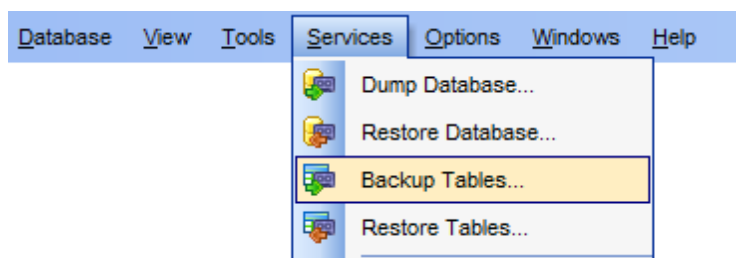 Database View Tools Services Options Windows Help
Dump Database...
Restore Database...
Backup Tables...
Restore Tables...